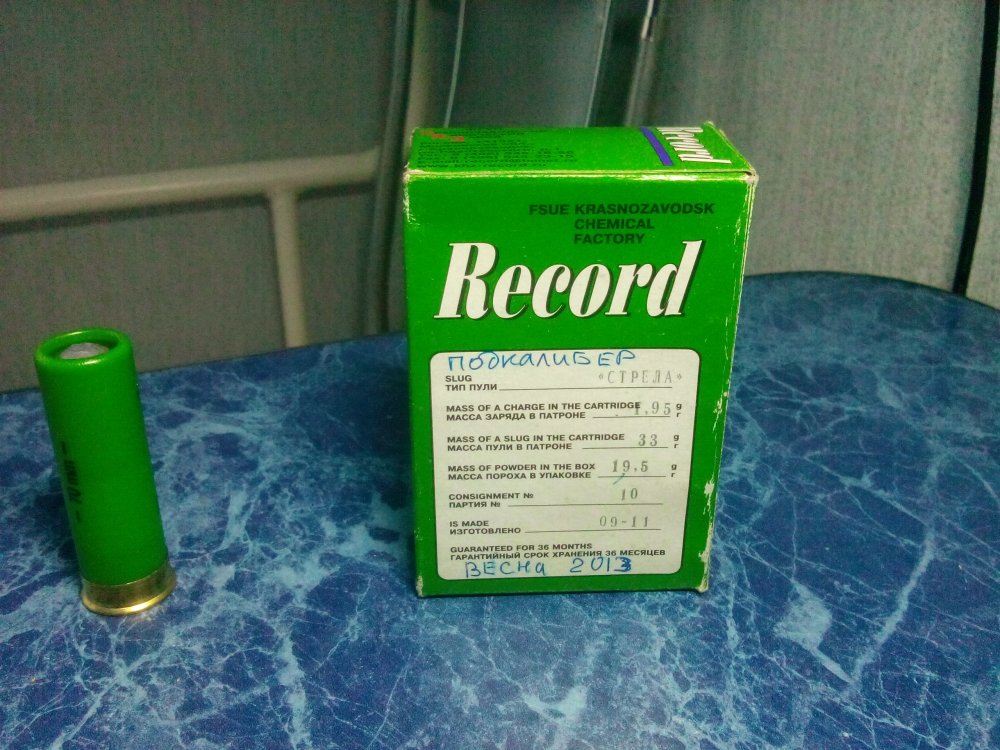 Record
FSUE KRASNOZAVODSK
CHEMICAL
FACTORY
Record
ПОДКАЛИБЕР
SLUG
ТИП ПУЛИ «СТРЕЛА»
MASS OF A CHARGE IN THE CARTRIDGE 1,95 g
МАССА ЗАРЯДА В ПАТРОНЕ г
MASS OF A SLUG IN THE CARTRIDGE 33 g
МАССА ПУЛИ В ПАТРОНЕ г
MASS OF POWDER IN THE BOX 19,5 g
МАССА ПОРОХА В УПАКОВКЕ г
CONSIGNMENT № 10
ПАРТИЯ №
IS MADE 09-11
ИЗГОТОВЛЕНО
GUARANTEED FOR 36 MONTHS
ГАРАНТИЙНЫЙ СРОК ХРАНЕНИЯ 36 МЕСЯЦЕВ
ВЕСНА 2013
70 мм